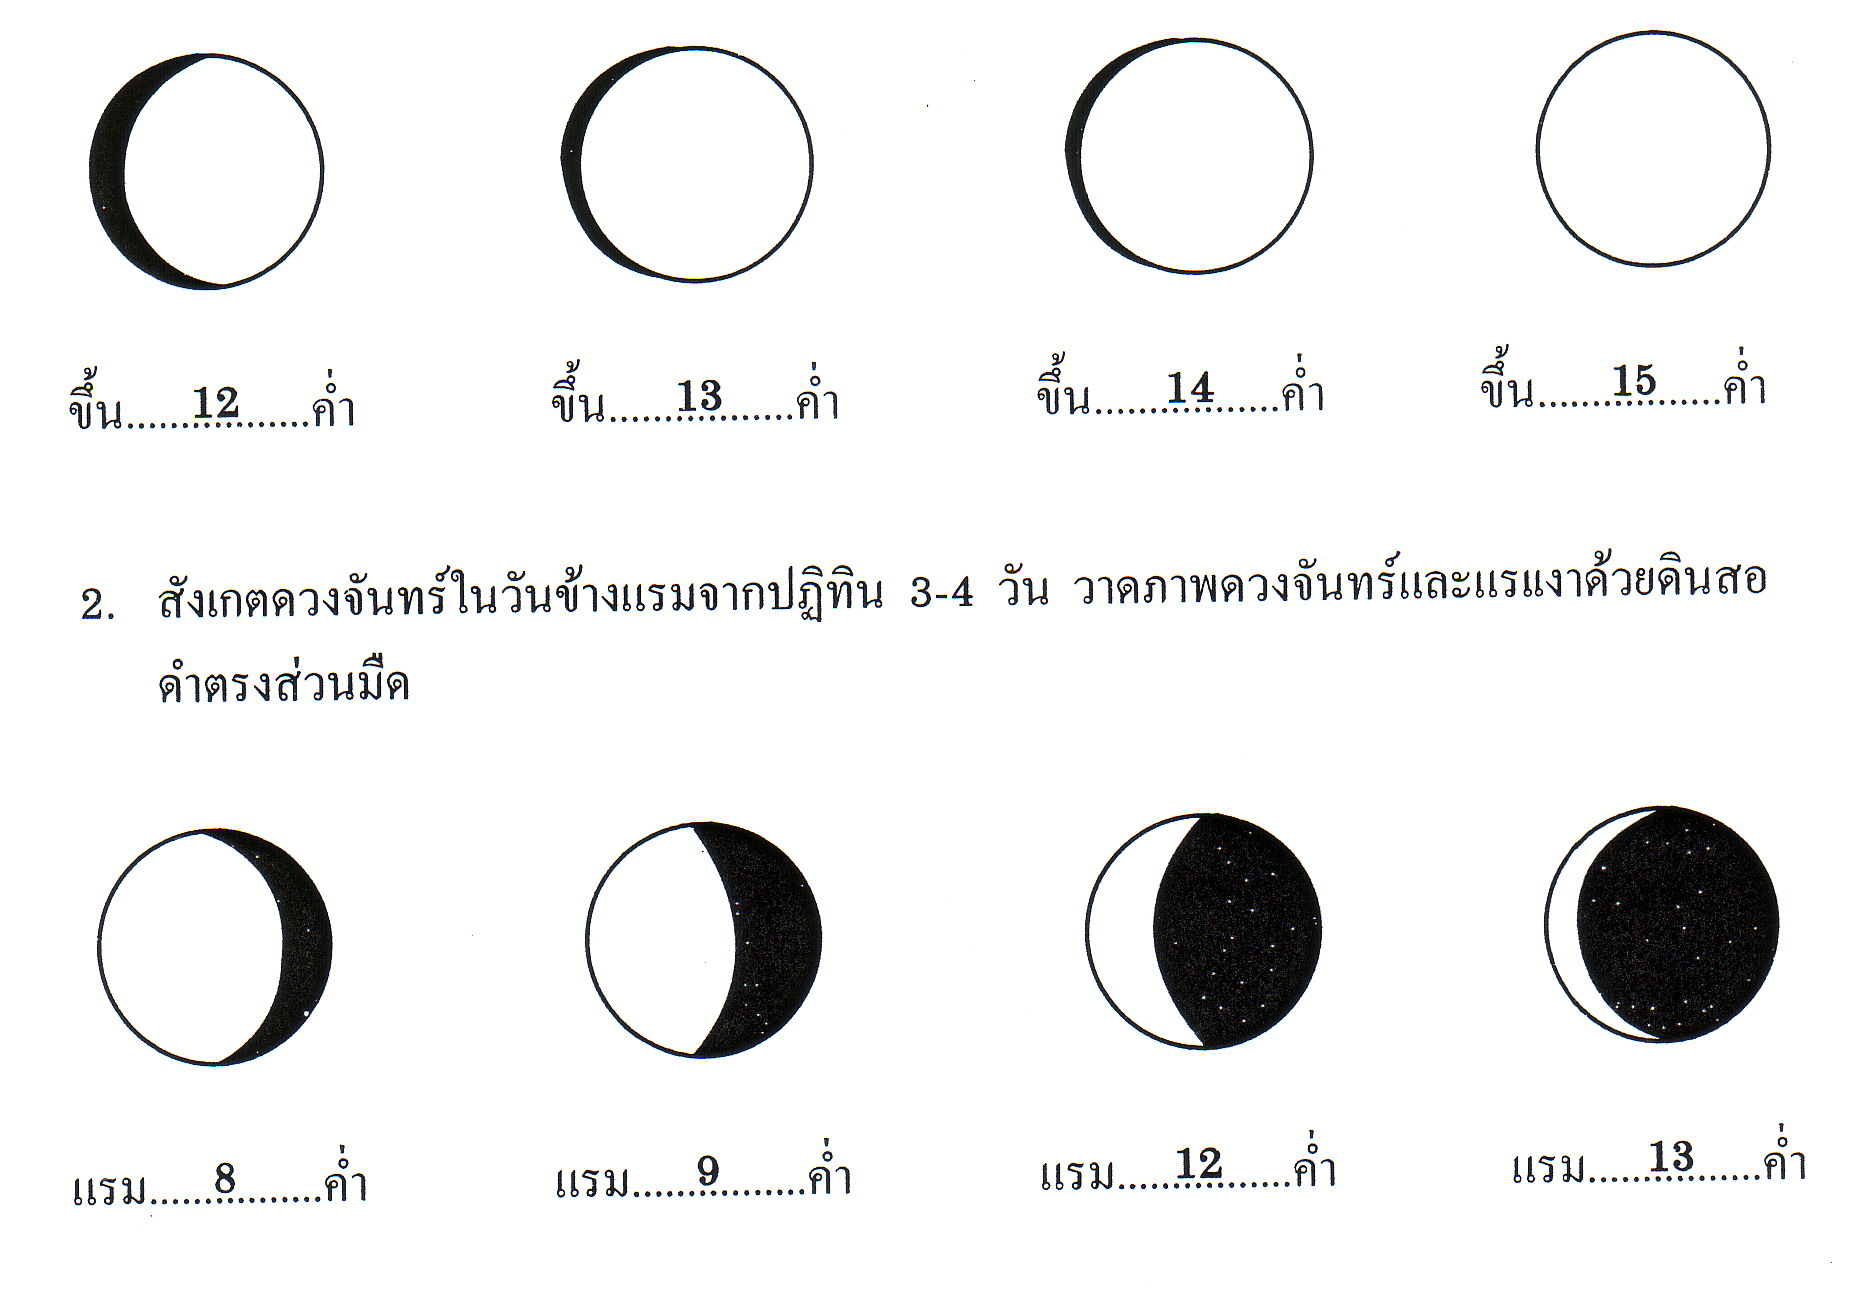 ขึ้น......12......ค่ำ ขึ้น......13......ค่ำ ขึ้น......14......ค่ำ ขึ้น......15......ค่ำ
2. สังเกตดวงจันทร์ในวันข้างแรมจากปฏิทิน 3-4 วัน วาดภาพดวงจันทร์และแรแงาด้วยดินสอ
ดำตรงส่วนมืด
แรม......8......ค่ำ แรม......9......ค่ำ แรม......12......ค่ำ แรม......13......ค่ำ